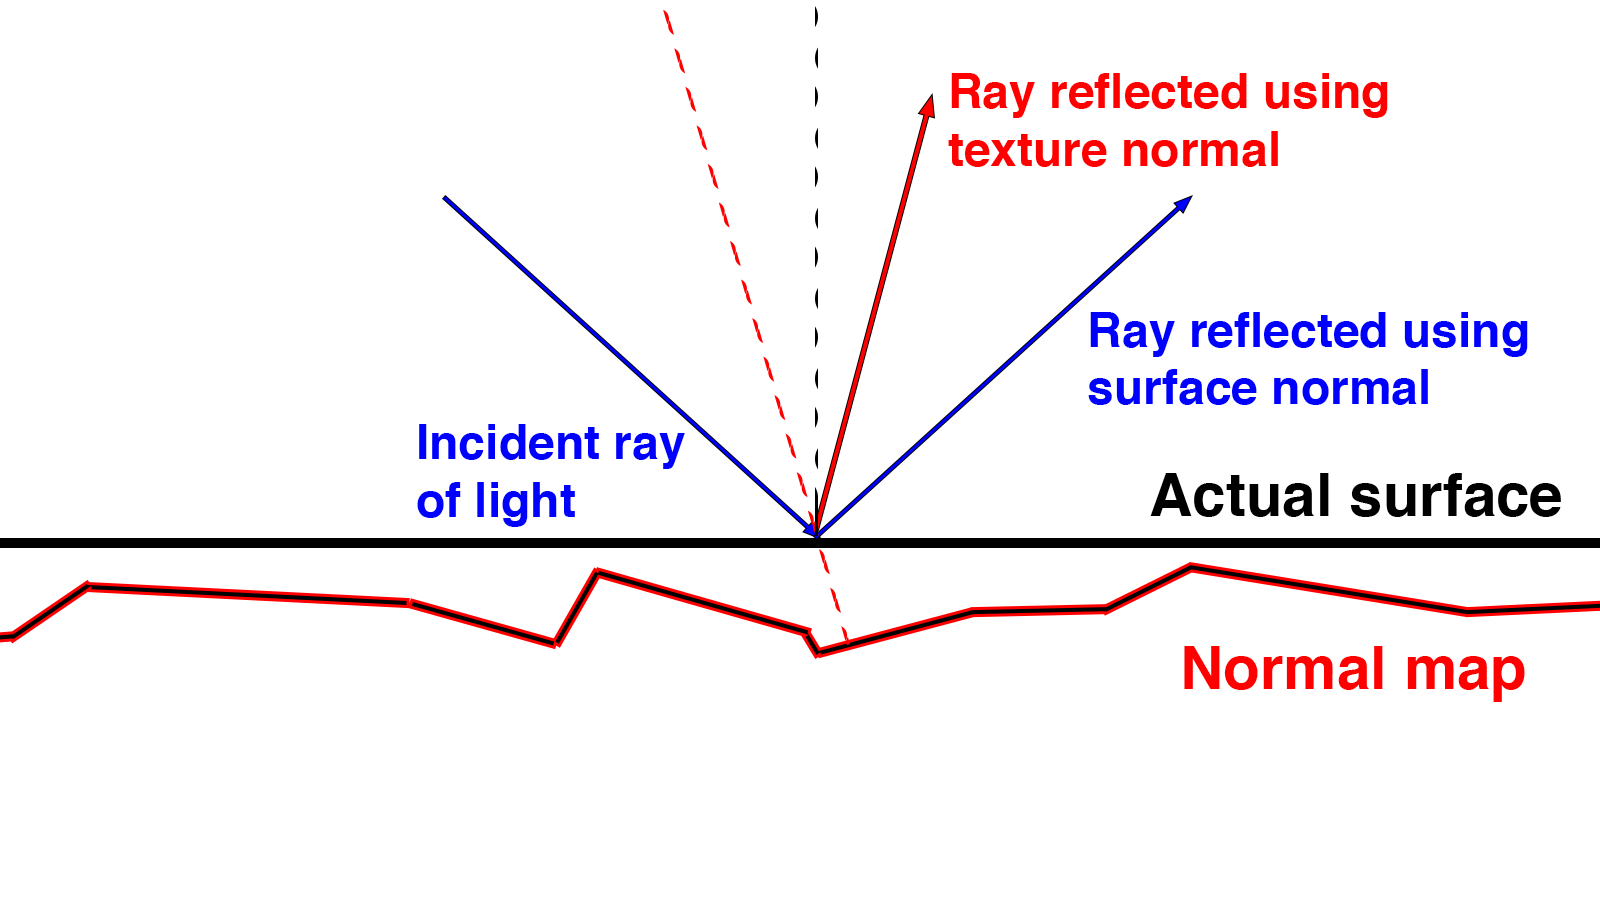 Ray reflected using
texture normal
Ray reflected using
surface normal
Incident ray
of light
Actual surface
Normal map